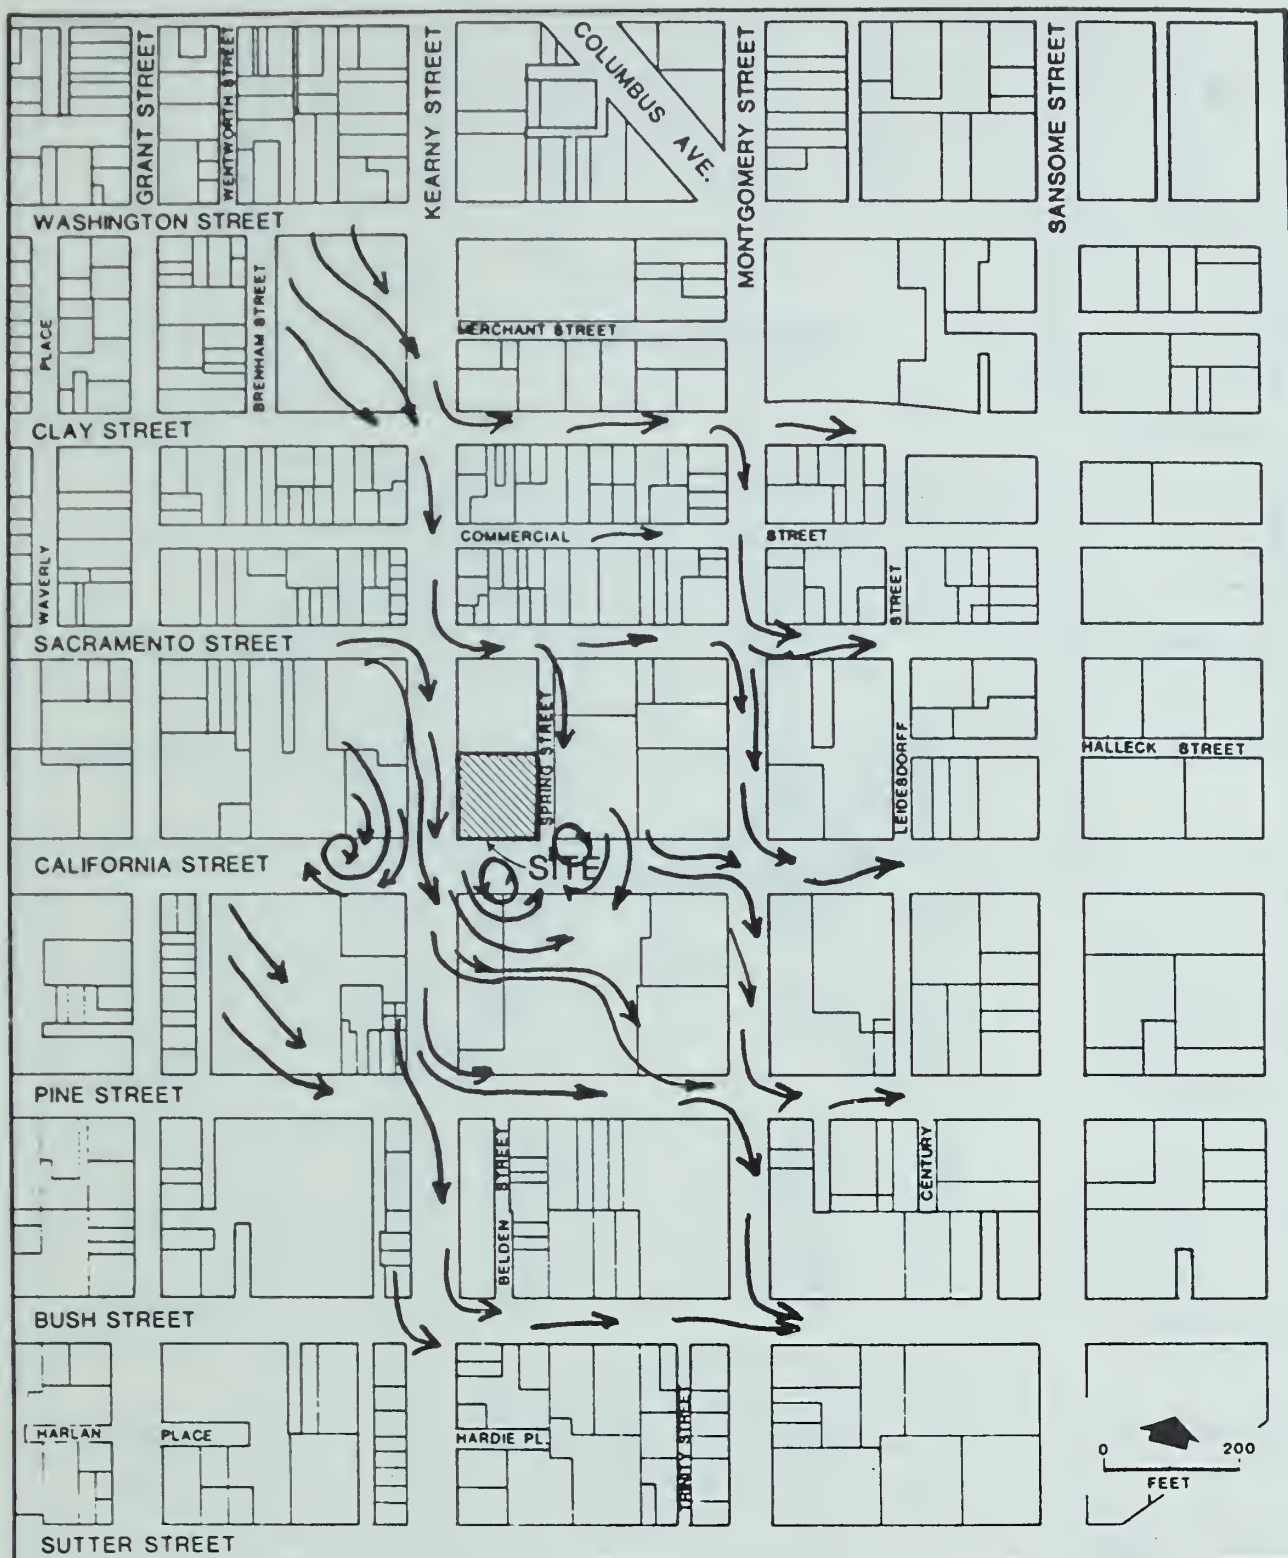 GRANT STREET
WENTWORTH STREET
KEARNY STREET
COLUMBUS AVE.
MONTGOMERY STREET
SANSOME STREET
WASHINGTON STREET
PLACE
BRENHAM STREET
MERCHANT STREET
CLAY STREET
WAVERLY
COMMERCIAL STREET
STREET
SACRAMENTO STREET
SPRING STREET
LEIDESDORFF
HALLECK STREET
CALIFORNIA STREET
SITE
PINE STREET
BELDEN STREET
CENTURY
BUSH STREET
HARLAN PLACE
HARDIE PL.
TRINITY STREET
0 200
FEET
SUTTER STREET